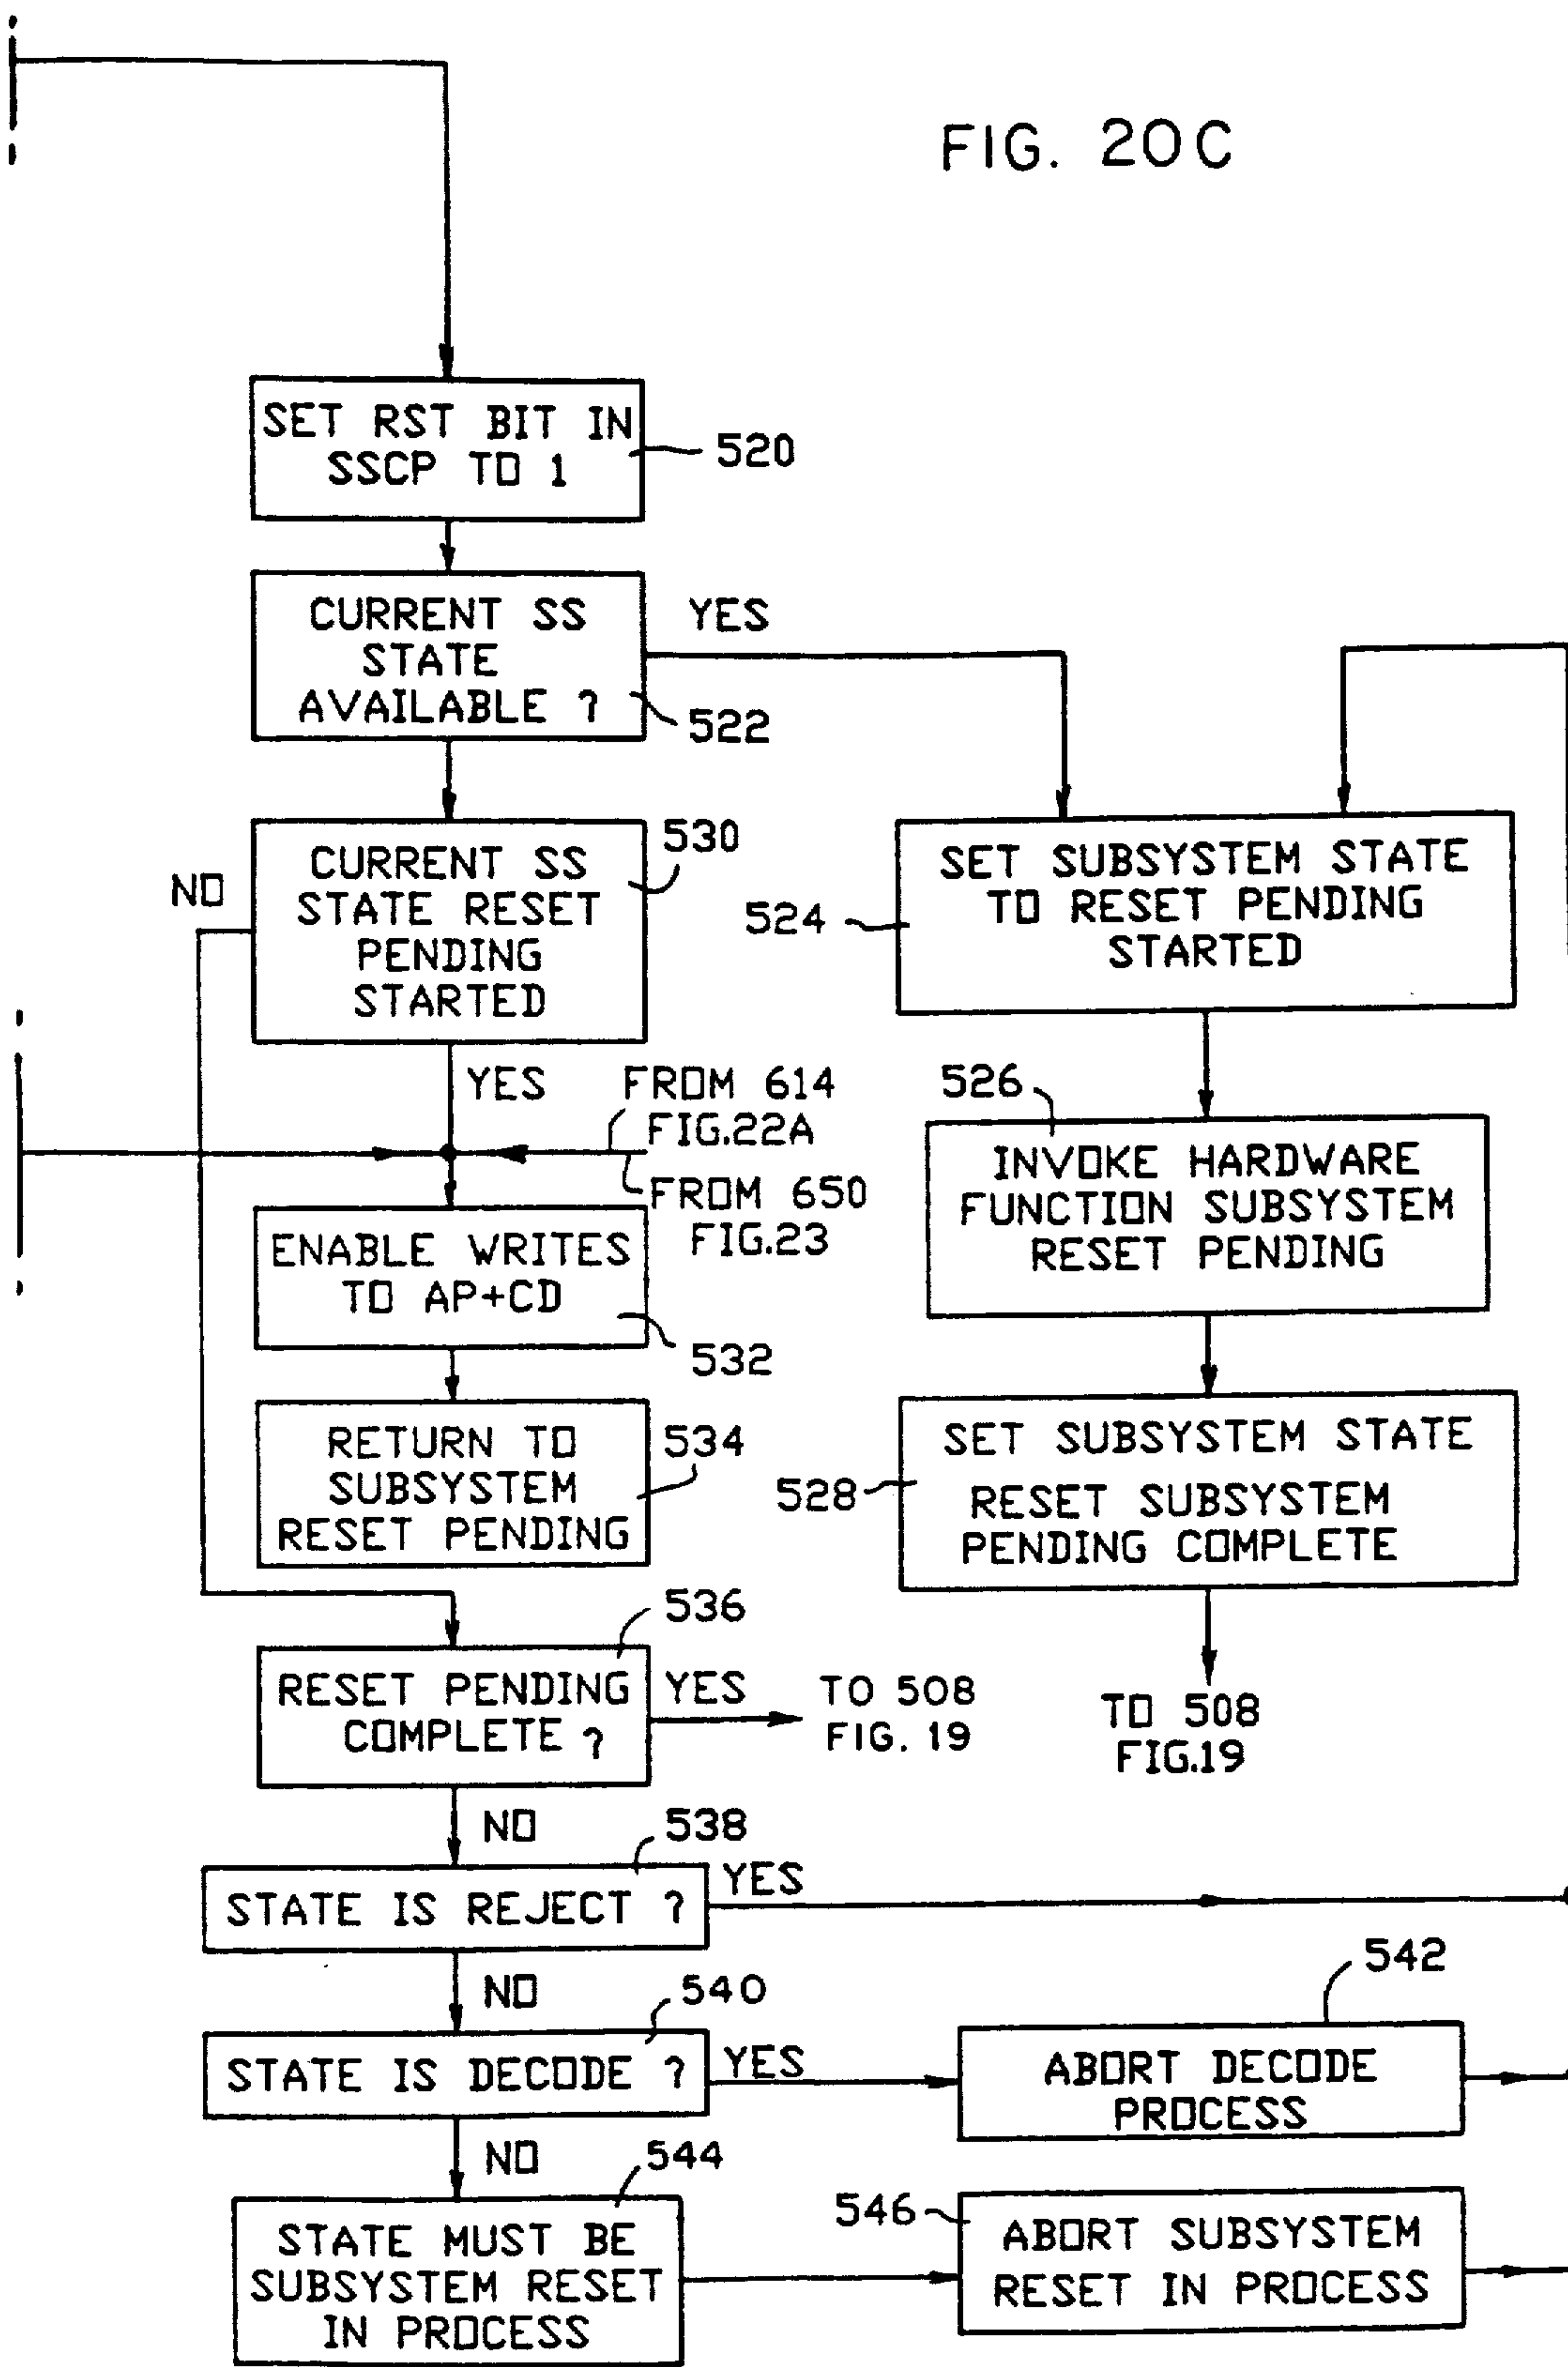 FIG. 20C
SET RST BIT IN
SSCP TO 1
520
CURRENT SS
STATE
AVAILABLE ?
522
YES
CURRENT SS
STATE RESET
PENDING
STARTED
530
NO
YES
FROM 614
FIG.22A
FROM 650
FIG.23
SET SUBSYSTEM STATE
TO RESET PENDING
STARTED
524
526
INVOKE HARDWARE
FUNCTION SUBSYSTEM
RESET PENDING
ENABLE WRITES
TO AP+CD
532
RETURN TO
SUBSYSTEM
RESET PENDING
534
SET SUBSYSTEM STATE
RESET SUBSYSTEM
PENDING COMPLETE
528
TO 508
FIG.19
536
RESET PENDING
COMPLETE ?
YES
TO 508
FIG. 19
NO
538
STATE IS REJECT ?
YES
NO
540
STATE IS DECODE ?
YES
542
ABORT DECODE
PROCESS
NO
544
STATE MUST BE
SUBSYSTEM RESET
IN PROCESS
546
ABORT SUBSYSTEM
RESET IN PROCESS